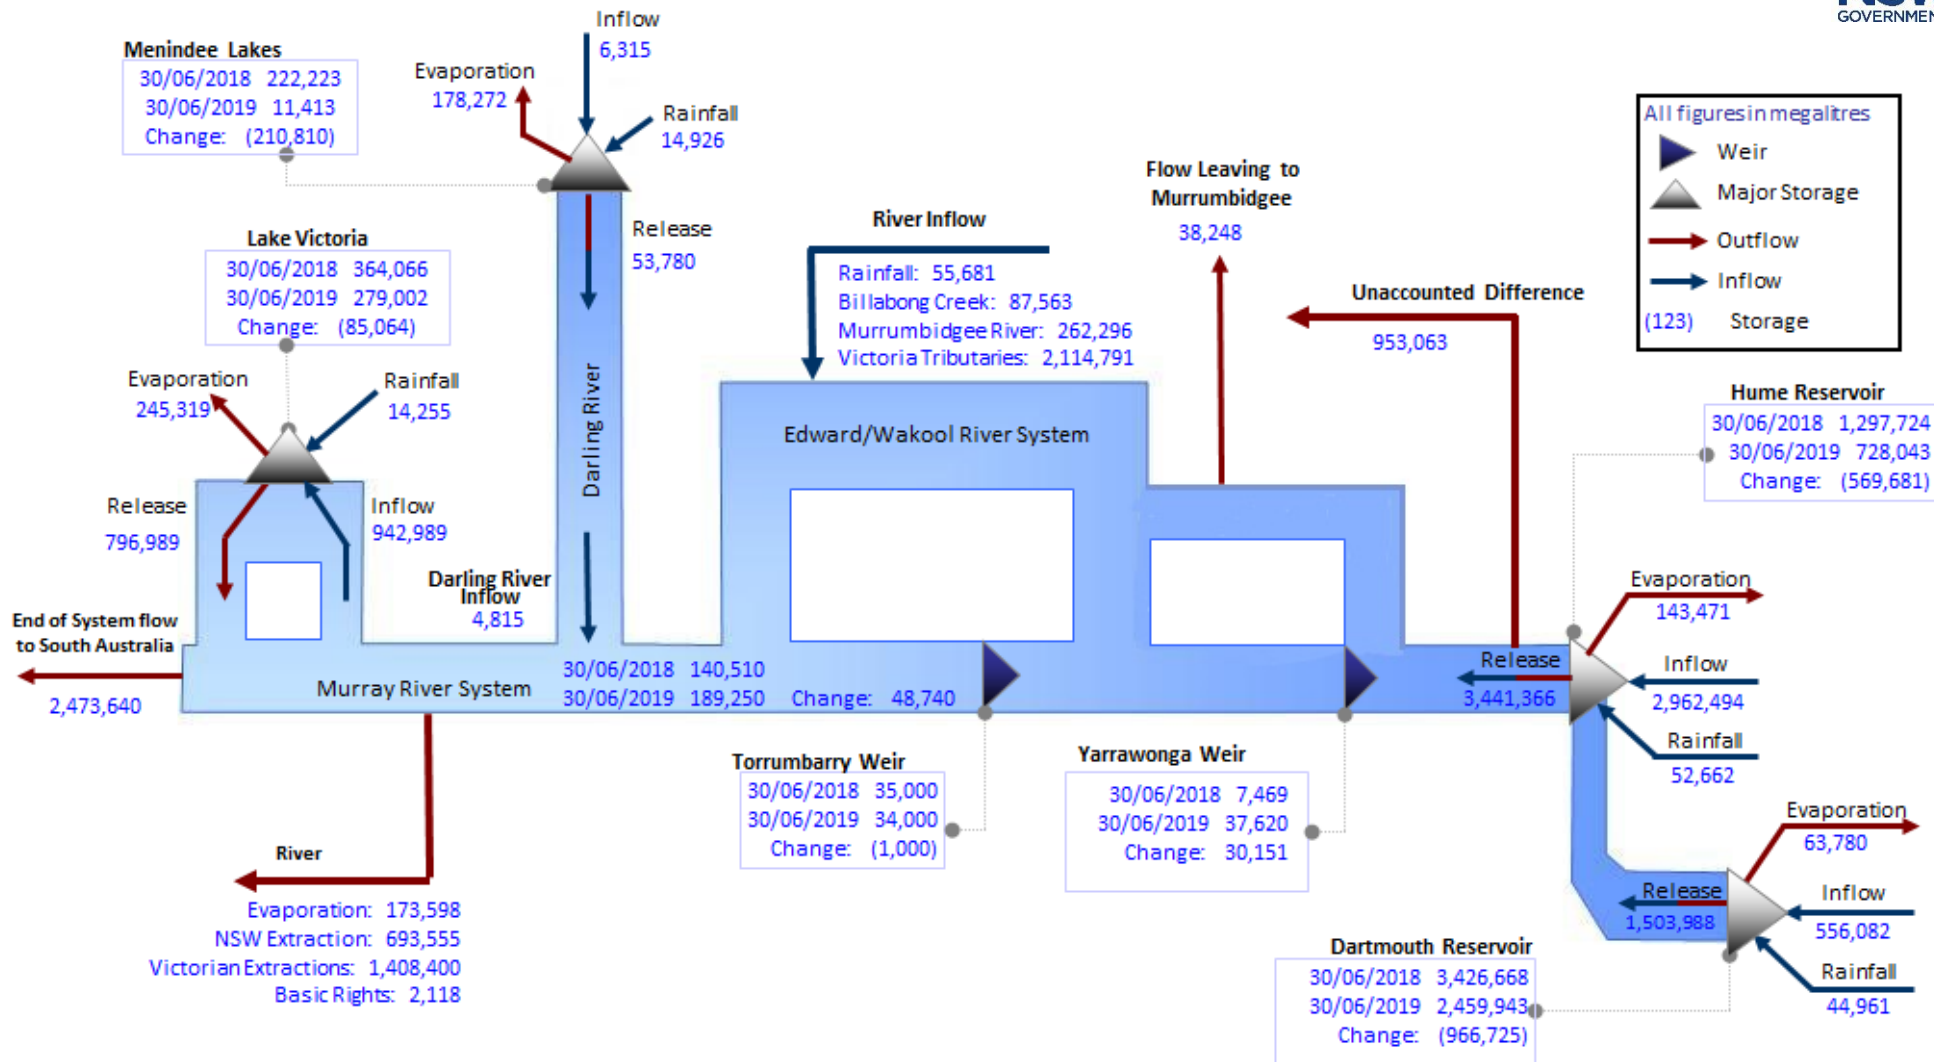 GOVERNMEN
Inflow
6,315
Menindee Lakes
30/06/2018 222,223
30/06/2019 11,413
Change: (210,810)
Evaporation
178,272
Rainfall
14,926
Release
53,780
Lake Victoria
30/06/2018 364,066
30/06/2019 279,002
Change: (85,064)
Evaporation
245,319
Rainfall
14,255
Release
796,989
Inflow
942,989
Darling River
River Inflow
Rainfall: 55,681
Billabong Creek: 87,563
Murrumbidgee River: 262,296
Victoria Tributaries: 2,114,791
Flow Leaving to
Murrumbidgee
38,248
Unaccounted Difference
953,063
All figures in megalitres
Weir
Major Storage
Outflow
Inflow
(123) Storage
Hume Reservoir
30/06/2018 1,297,724
30/06/2019 728,043
Change: (569,681)
Edward/Wakool River System
Darling River
Inflow
4,815
End of System flow
to South Australia
2,473,640
Murray River System
30/06/2018 140,510
30/06/2019 189,250 Change: 48,740
Release
3,441,366
Evaporation
143,471
Inflow
2,962,494
Rainfall
52,662
Torrumbarry Weir
30/06/2018 35,000
30/06/2019 34,000
Change: (1,000)
Yarrawonga Weir
30/06/2018 7,469
30/06/2019 37,620
Change: 30,151
River
Evaporation: 173,598
NSW Extraction: 693,555
Victorian Extractions: 1,408,400
Basic Rights: 2,118
Evaporation
63,780
Release
1,503,988
Inflow
556,082
Rainfall
44,961
Dartmouth Reservoir
30/06/2018 3,426,668
30/06/2019 2,459,943
Change: (966,725)